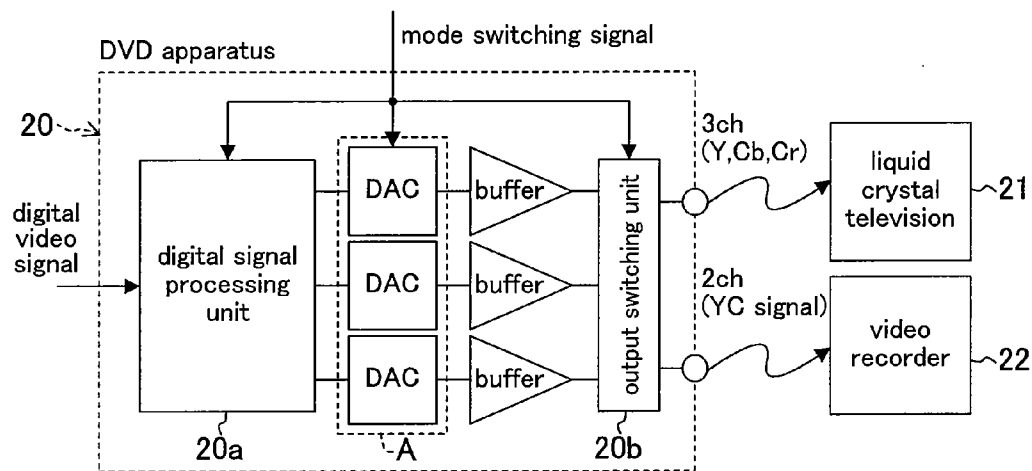 mode switching signal
DVD apparatus
20
digital
video
signal
digital signal
processing
unit
20a
DAC
DAC
DAC
A
buffer
buffer
buffer
output switching unit
20b
3ch
(Y,Cb,Cr)
2ch
(YC signal)
liquid
crystal
television
21
video
recorder
22